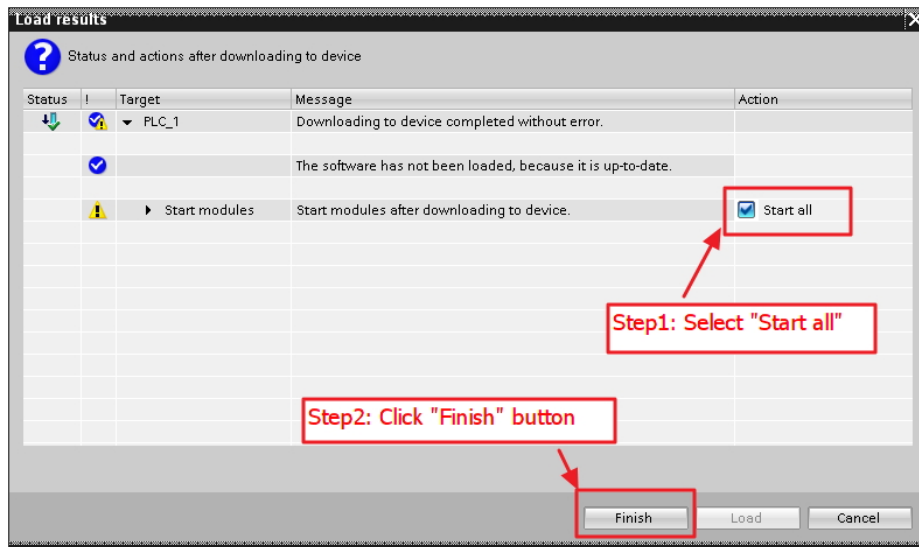 Load results
Status and actions after downloading to device
Status ! Target Message Action
PLC_1 Downloading to device completed without error.
The software has not been loaded, because it is up-to-date.
Start modules Start modules after downloading to device. Start all
Step1: Select "Start all"
Step2: Click "Finish" button
Finish Load Cancel